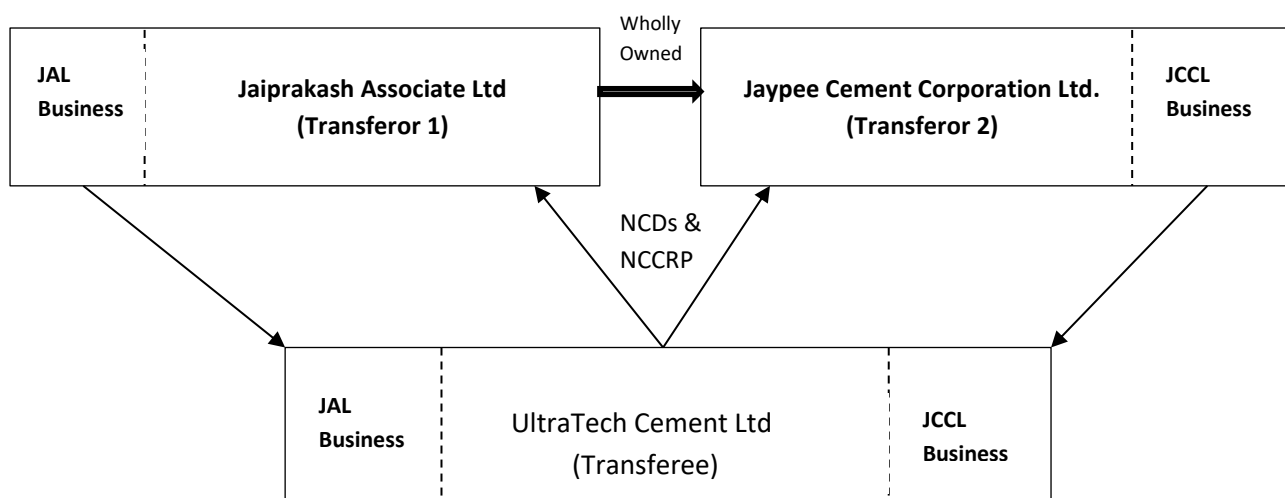 Wholly
Owned
JAL
Business
Jaiprakash Associate Ltd
(Transferor 1)
Jaypee Cement Corporation Ltd.
(Transferor 2)
JCCL
Business
NCDs &
NCCRP
JAL
Business
UltraTech Cement Ltd
(Transferee)
JCCL
Business